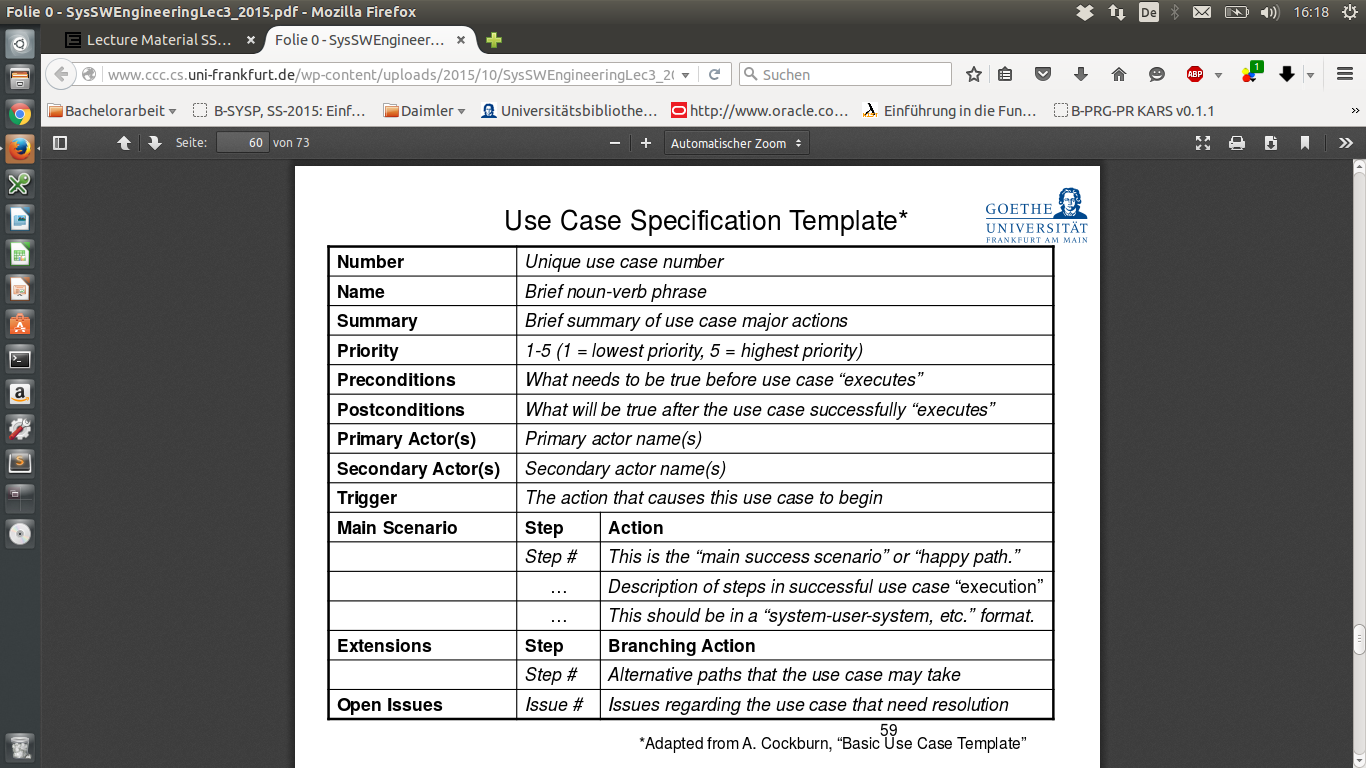 Folie 0 - SysSWEngineeringLec3_2015.pdf - Mozilla Firefox
De
16:18
Lecture Material SS... ×
Folie 0 - SysSWEngineer... ×
www.ccc.cs.uni-frankfurt.de/wp-content/uploads/2015/10/SysSWEngineeringLec3_20
Suchen
ABP
1
Bachelorarbeit
B-SYSP, SS-2015: Einf...
Daimler
Universitätsbibliothe...
http://www.oracle.co...
Einführung in die Fun...
B-PRG-PR KARS v0.1.1
»
Seite: 60 von 73
Automatischer Zoom
Use Case Specification Template*
GOETHE
UNIVERSITÄT
FRANKFURT AM MAIN
Number Unique use case number
Name Brief noun-verb phrase
Summary Brief summary of use case major actions
Priority 1-5 (1 = lowest priority, 5 = highest priority)
Preconditions What needs to be true before use case “executes”
Postconditions What will be true after the use case successfully “executes”
Primary Actor(s) Primary actor name(s)
Secondary Actor(s) Secondary actor name(s)
Trigger The action that causes this use case to begin
Main Scenario Step Action
Step # This is the “main success scenario” or “happy path.”
… Description of steps in successful use case “execution”
… This should be in a “system-user-system, etc.” format.
Extensions Step Branching Action
Step # Alternative paths that the use case may take
Open Issues Issue # Issues regarding the use case that need resolution
59
*Adapted from A. Cockburn, “Basic Use Case Template”